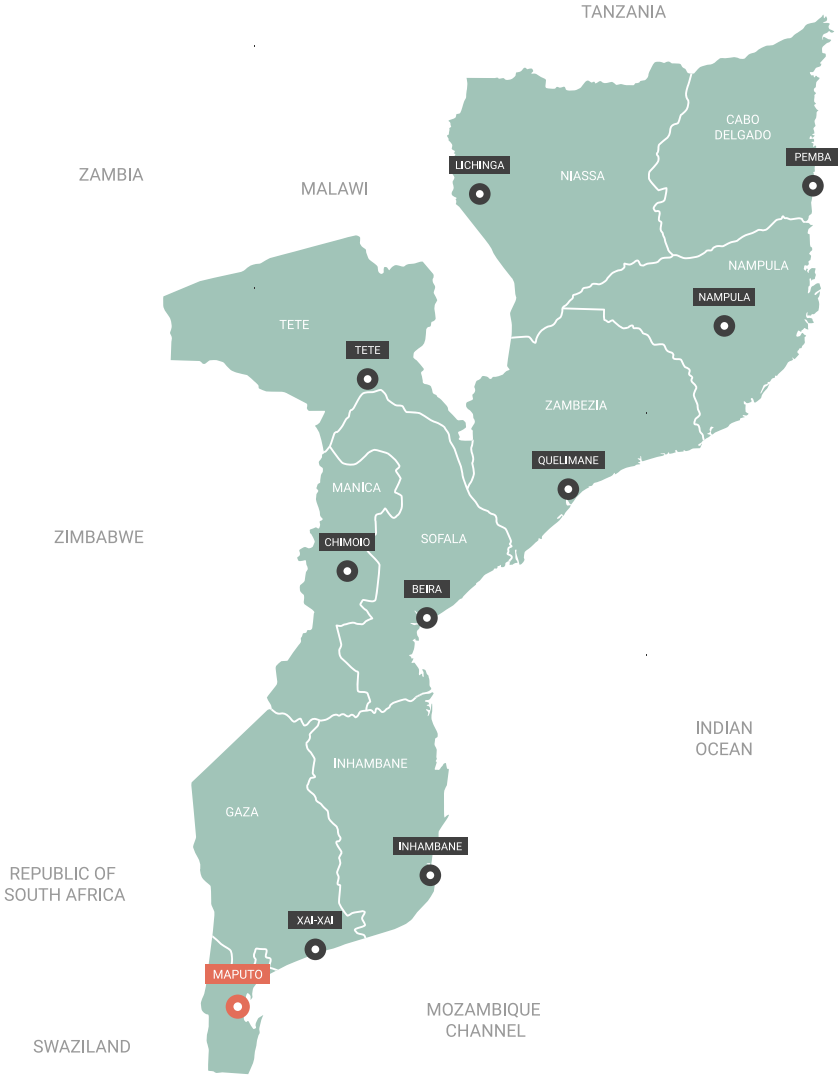 TANZANIA
CABO
DELGADO
PEMBA
LICHINGA
ZAMBIA
NIASSA
MALAWI
NAMPULA
NAMPULA
TETE
TETE
ZAMBEZIA
QUELIMANE
MANICA
ZIMBABWE
CHIMOIO
SOFALA
BEIRA
INDIAN
OCEAN
INHAMBANE
GAZA
INHAMBANE
REPUBLIC OF
SOUTH AFRICA
XAI-XAI
MAPUTO
MOZAMBIQUE
CHANNEL
SWAZILAND